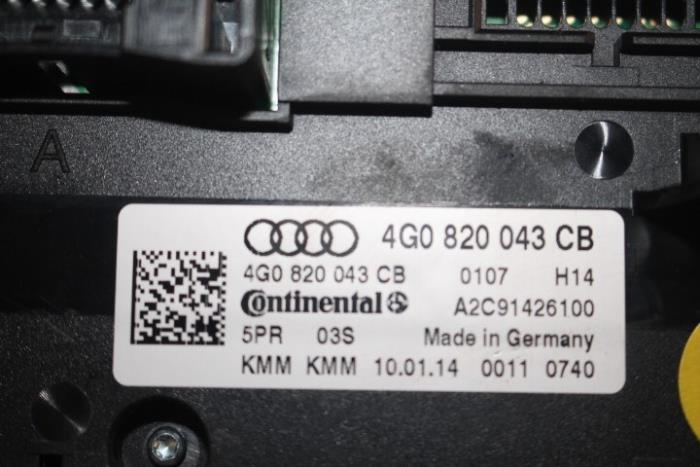 A
4G0 820 043 CB
4G0 820 043 CB 0107 H14
Continental A2C91426100
5PR 03S Made in Germany
KMM KMM 10.01.14 0011 0740